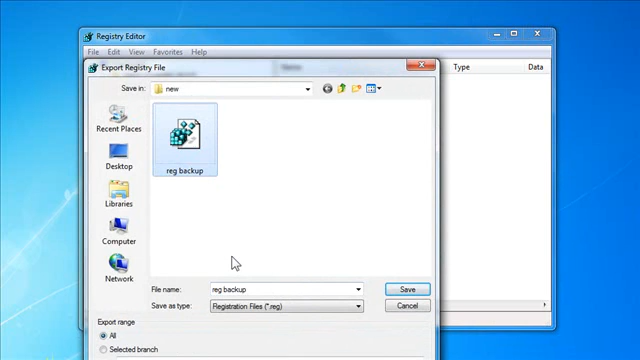 Registry Editor
File Edit View Favorites Help
Export Registry File
Type Data
Save in: new
Recent Places
Desktop
Libraries
Computer
Network
reg backup
File name: reg backup Save
Save as type: Registration Files (*.reg) Cancel
Export range
All
Selected branch